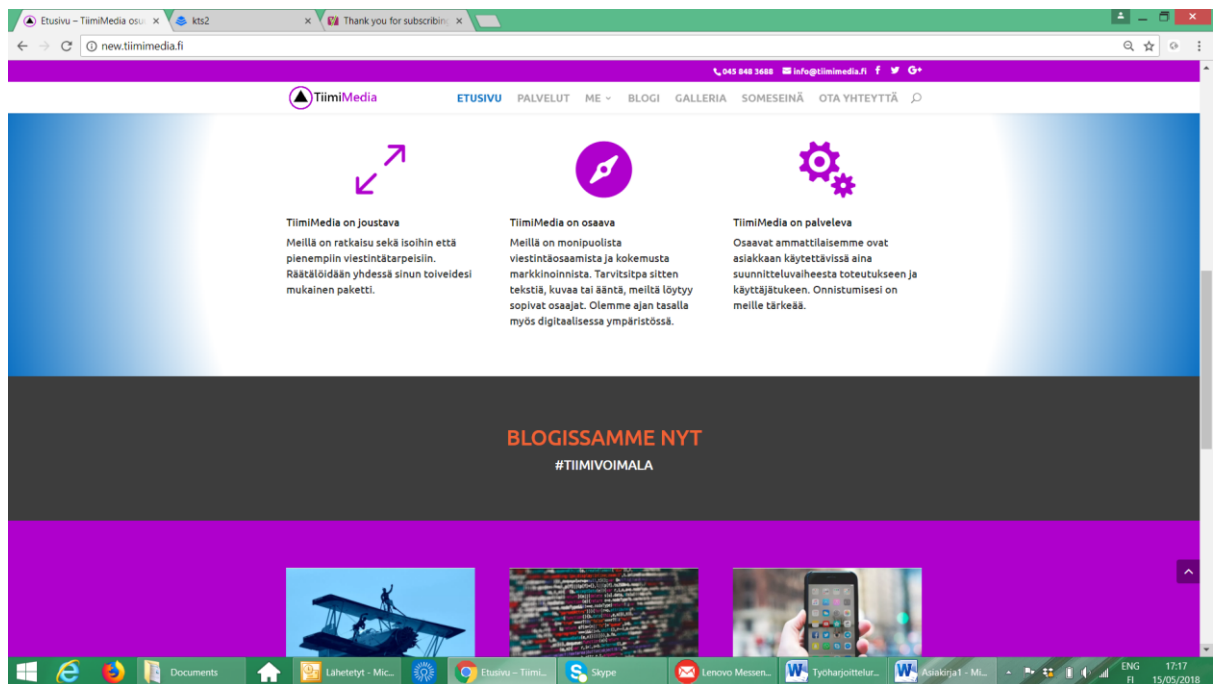 Etusivu – TiimiMedia osu
kts2
Thank you for subscribing
new.tiimimedia.fi
045 848 3688 info@tiimimedia.fi
TiimiMedia
ETUSIVU PALVELUT ME BLOGI GALLERIA SOMESEINÄ OTA YHTEYTTÄ
TiimiMedia on joustava
Meillä on ratkaisu sekä isoihin että
pienempiin viestintätarpeisiin.
Räätälöidään yhdessä sinun toiveidesi
mukainen paketti.
TiimiMedia on osaava
Meillä on monipuolista
viestintäosaamista ja kokemusta
markkinoinnista. Tarvitsitpa sitten
tekstiä, kuvaa tai ääntä, meiltä löytyy
sopivat osaajat. Olemme ajan tasalla
myös digitaalisessa ympäristössä.
TiimiMedia on palveleva
Osaavat ammattilaisemme ovat
asiakkaan käytettävissä aina
suunnitteluvaiheesta toteutukseen ja
käyttäjätukeen. Onnistumisesi on
meille tärkeää.
BLOGISSAMME NYT
#TIIMIVOIMALA
Documents Lähetetyt - Mic... Etusivu – Tiimi... Skype Lenovo Messen... Työharjoittelur... Asiakirja1 - Mi... ENG 17:17
FI 15/05/2018